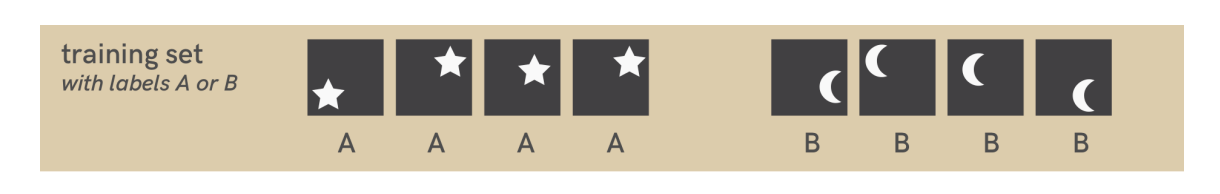 training set
with labels A or B
A A A A B B B B